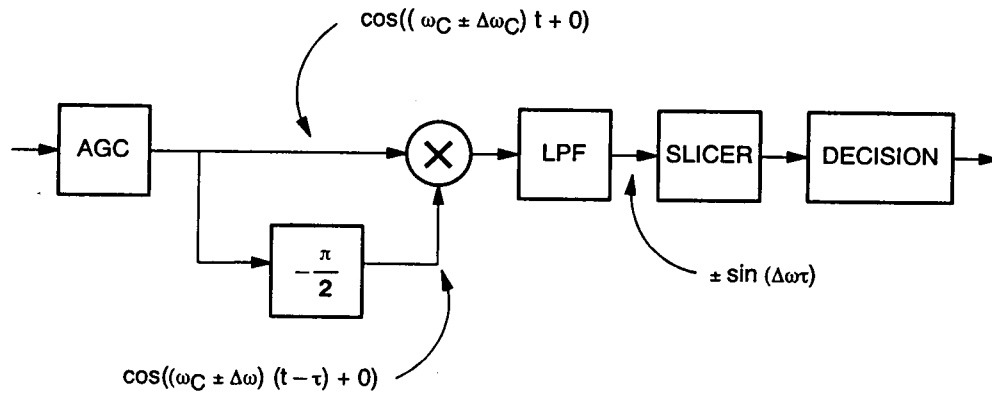 cos(( ωC ± ΔωC) t + 0)
AGC
LPF
SLICER
DECISION
− π/2
± sin (Δωτ)
cos((ωC ± Δω) (t − τ) + 0)